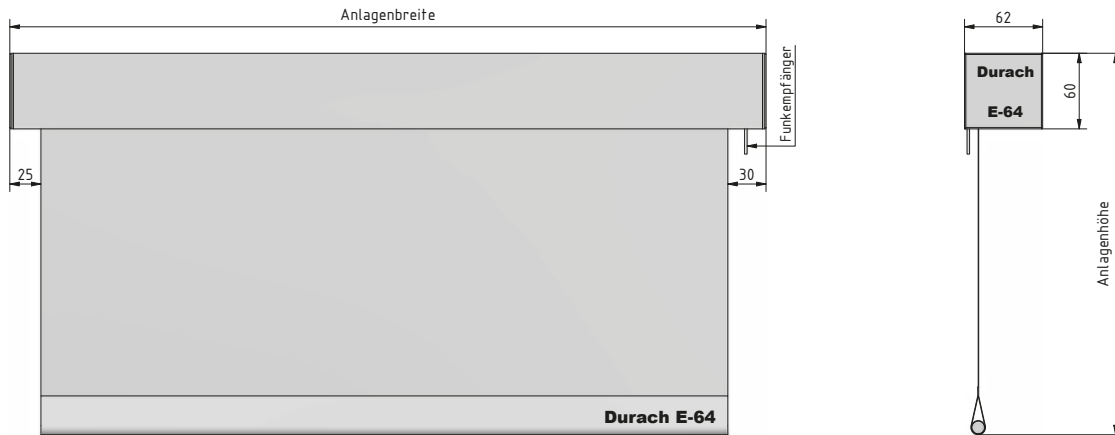 Anlagenbreite
62
Funkempfänger
Durach
E-64
60
25
30
Anlagenhöhe
Durach E-64